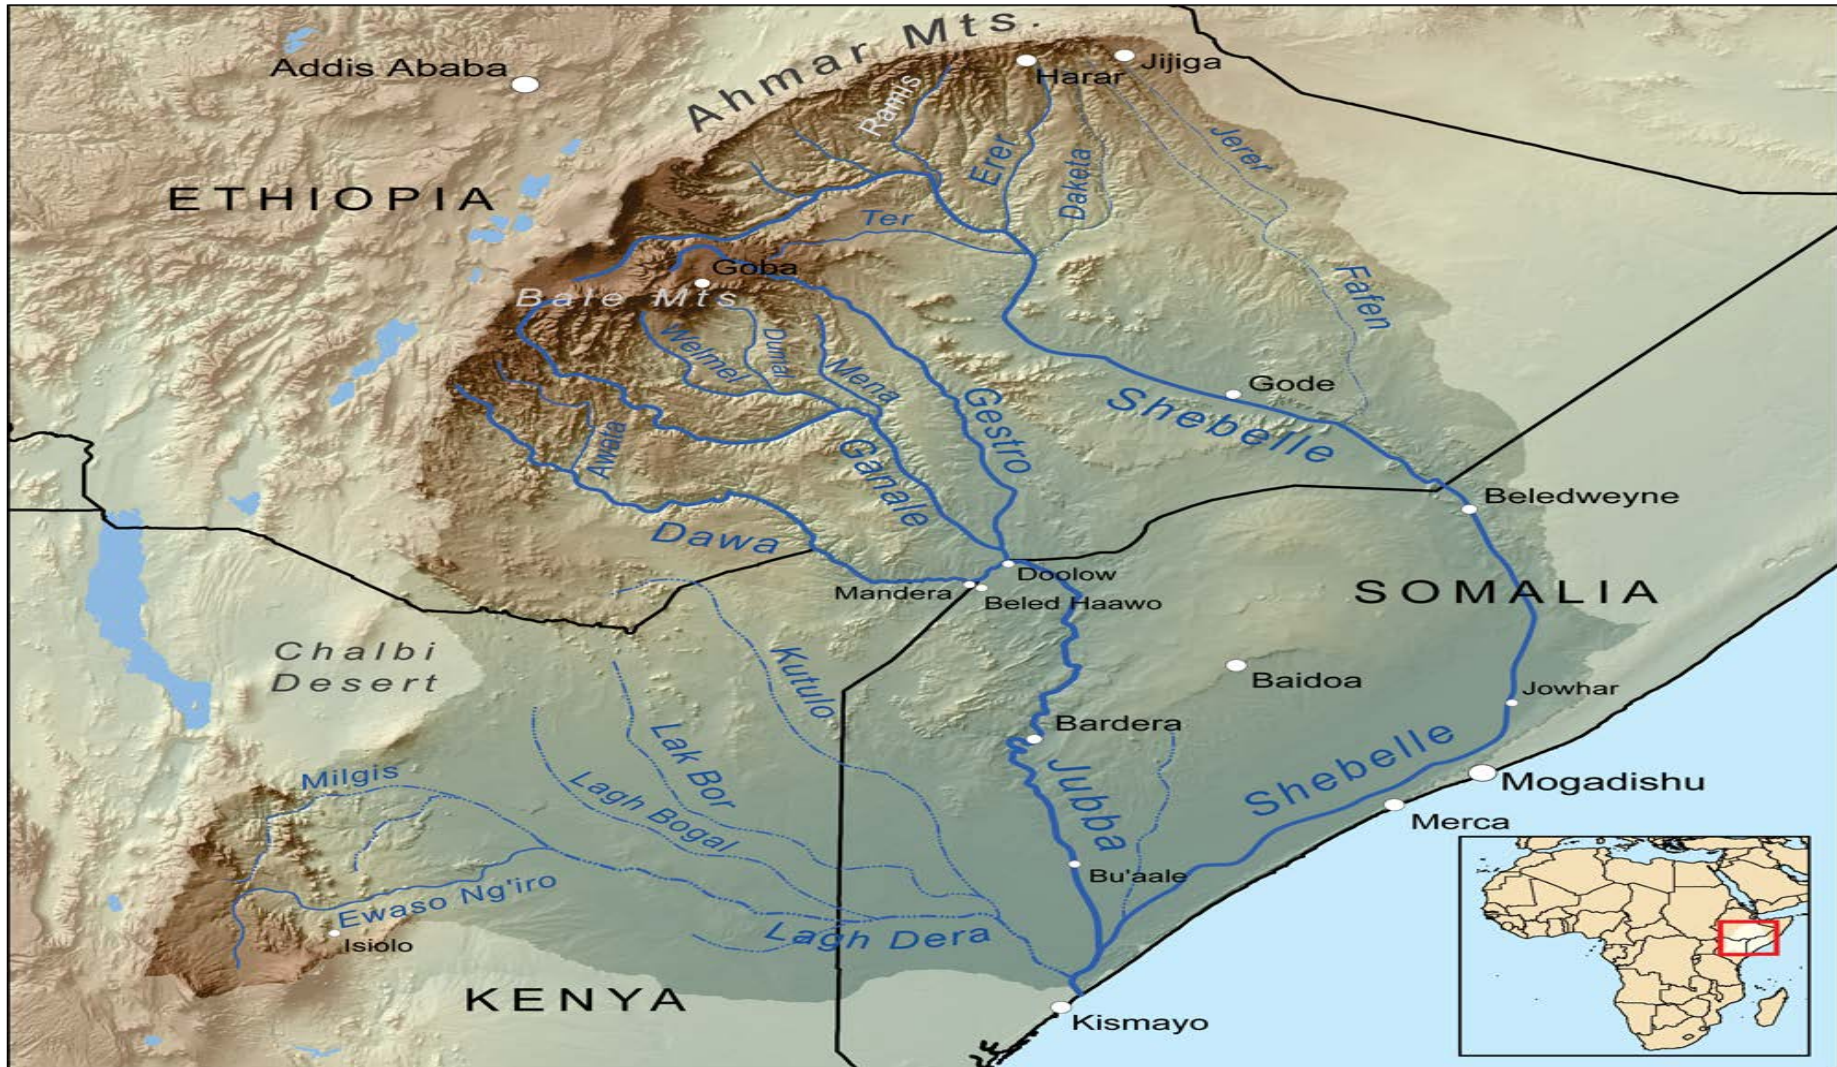 Ahmar Mts.
Addis Ababa
Harar
Jijiga
Ramis
Erer
Daketa
Jerer
ETHIOPIA
Ter
Goba
Bale Mts
Fafen
Welmel
Dumal
Mena
Gestro
Gode
Shebelle
Awata
Ganale
Dawa
Beledweyne
Doolow
Mandera
Beled Haawo
SOMALIA
Chalbi
Desert
Kutulo
Baidoa
Jowhar
Bardera
Lak Bor
Milgis
Lagh Bogal
Jubba
Shebelle
Mogadishu
Merca
Bu'aale
Ewaso Ng'iro
Isiolo
Lagh Dera
KENYA
Kismayo